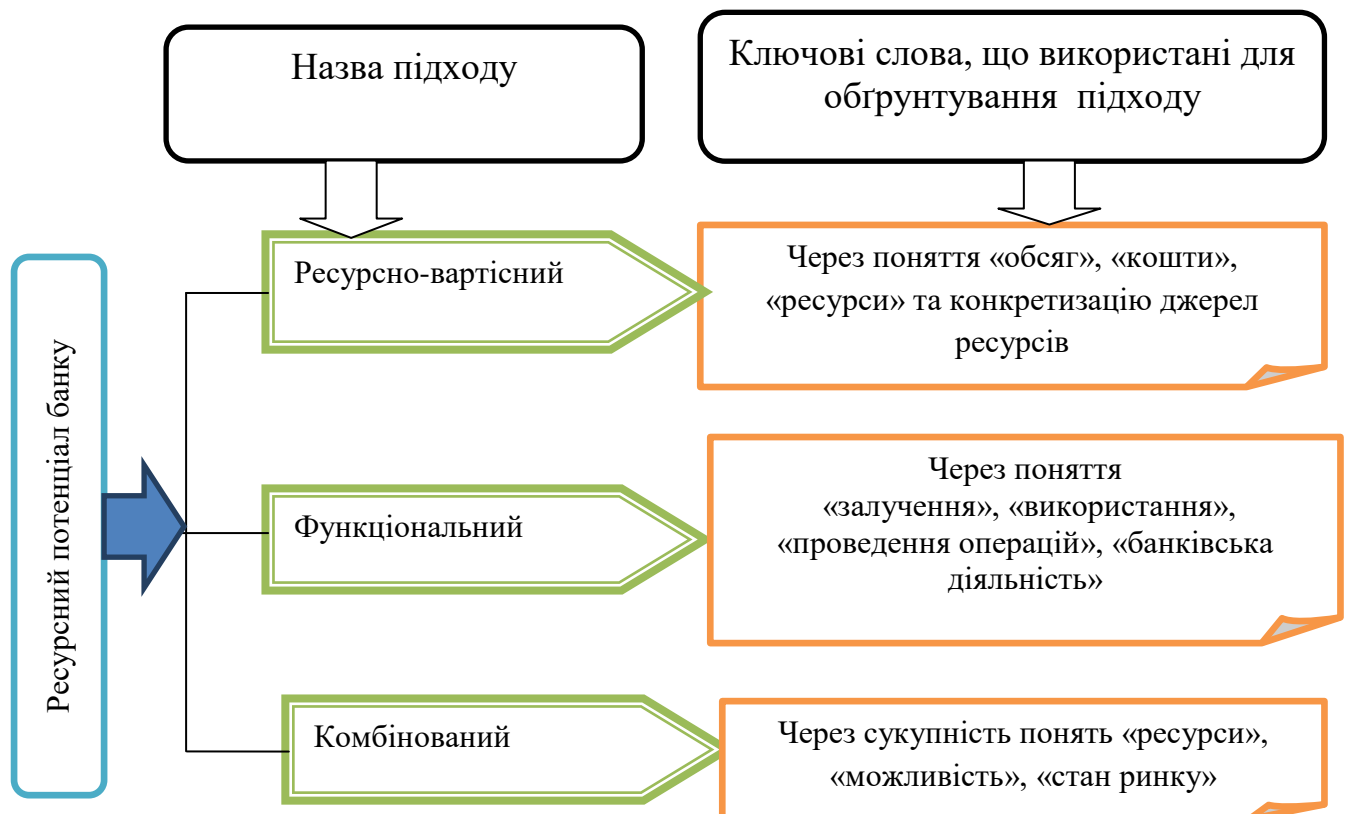 Назва підходу
Ключові слова, що використані для
обґрунтування підходу
Ресурсний потенціал банку
Ресурсно-вартісний
Через поняття «обсяг», «кошти»,
«ресурси» та конкретизацію джерел
ресурсів
Функціональний
Через поняття
«залучення», «використання»,
«проведення операцій», «банківська
діяльність»
Комбінований
Через сукупність понять «ресурси»,
«можливість», «стан ринку»